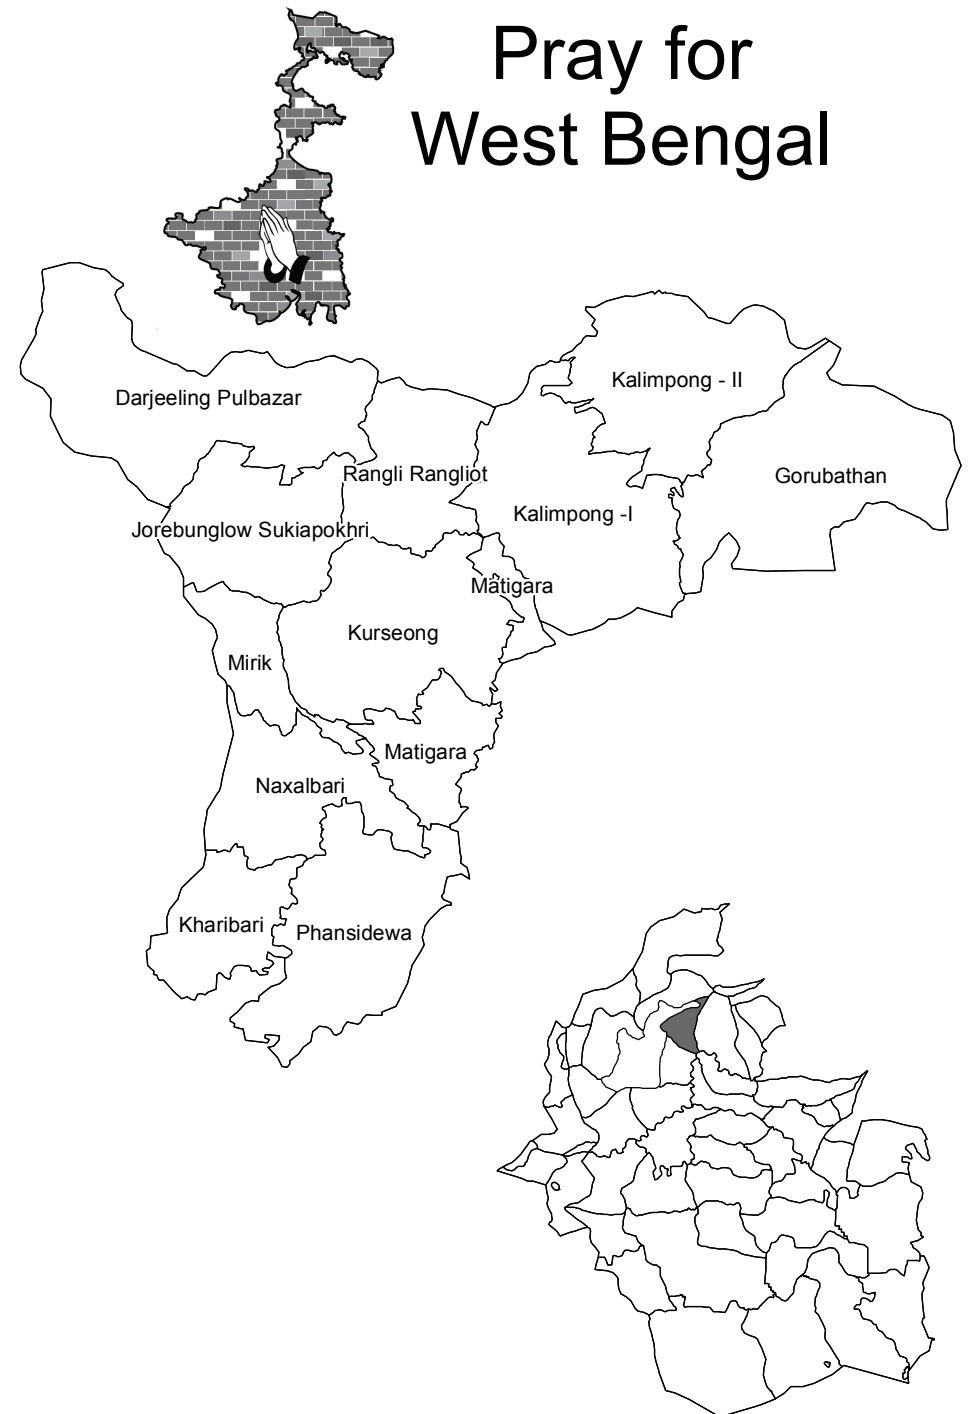 Pray for
West Bengal
Kalimpong - II
Darjeeling Pulbazar
Rangli Rangliot
Gorubathan
Kalimpong -I
Jorebunglow Sukiapokhri
Matigara
Kurseong
Mirik
Matigara
Naxalbari
Kharibari
Phansidewa